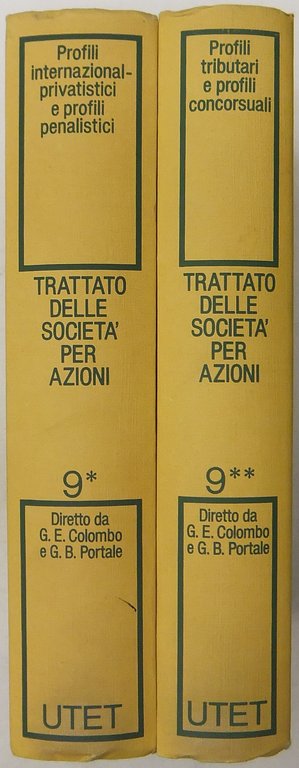 Profili
internazional-
privatistici
e profili
penalistici
TRATTATO
DELLE
SOCIETA'
PER
AZIONI
9*
Diretto da
G. E. Colombo
e G. B. Portale
UTET
Profili
tributari
e profili
concorsuali
TRATTATO
DELLE
SOCIETA'
PER
AZIONI
9**
Diretto da
G. E. Colombo
e G. B. Portale
UTET